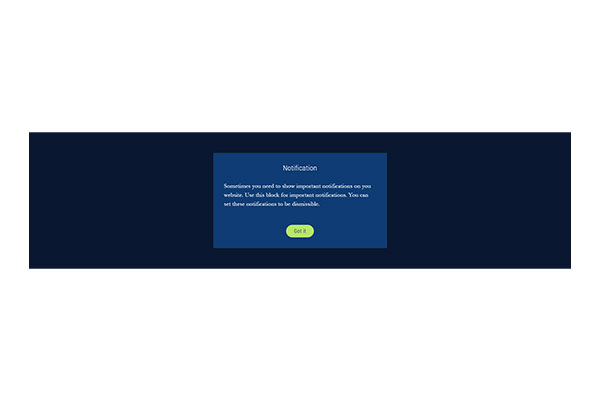 Notification
Sometimes you need to show important notifications on you
website. Use this block for important notifications. You can
set these notifications to be dismissible.
Got it